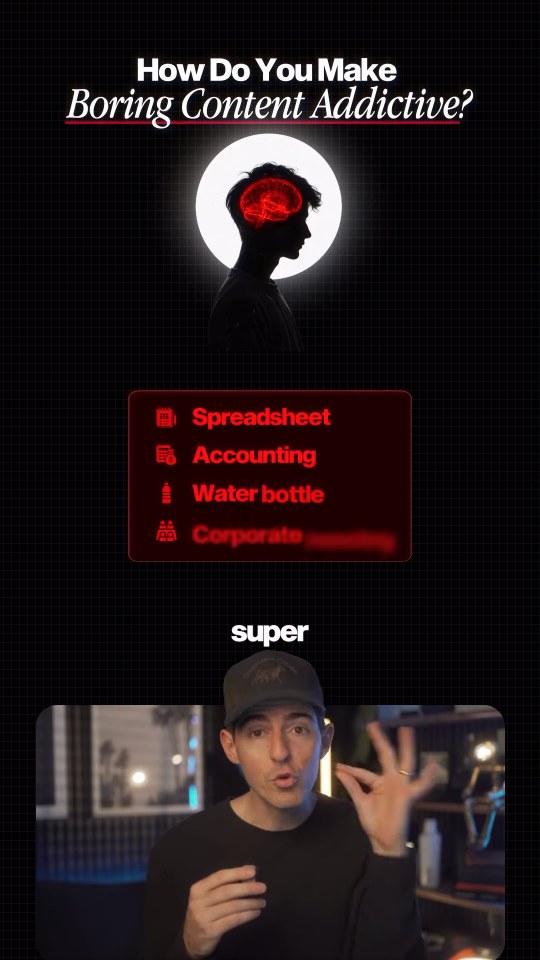 How Do You Make
Boring Content Addictive?
Spreadsheet
Accounting
Water bottle
Corporate
super